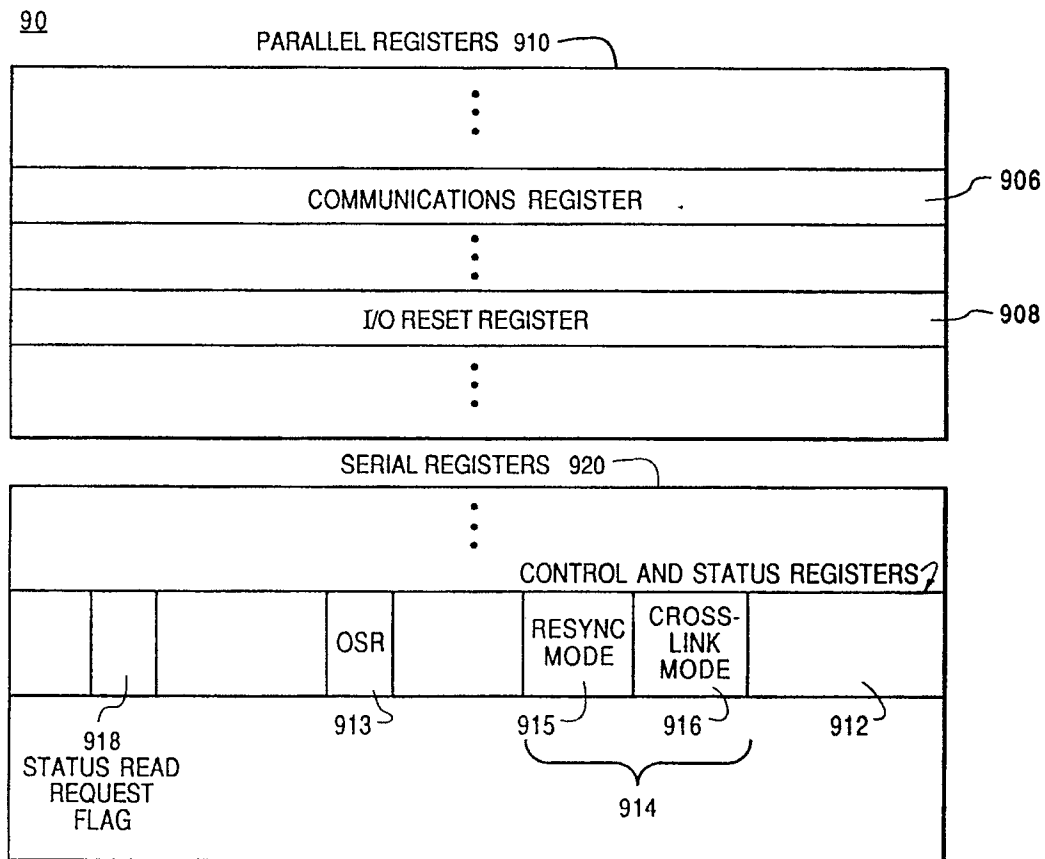 90
PARALLEL REGISTERS 910
COMMUNICATIONS REGISTER
906
I/O RESET REGISTER
908
SERIAL REGISTERS 920
CONTROL AND STATUS REGISTERS
OSR
RESYNC
MODE
CROSS-
LINK
MODE
918
STATUS READ
REQUEST
FLAG
913
915
916
912
914